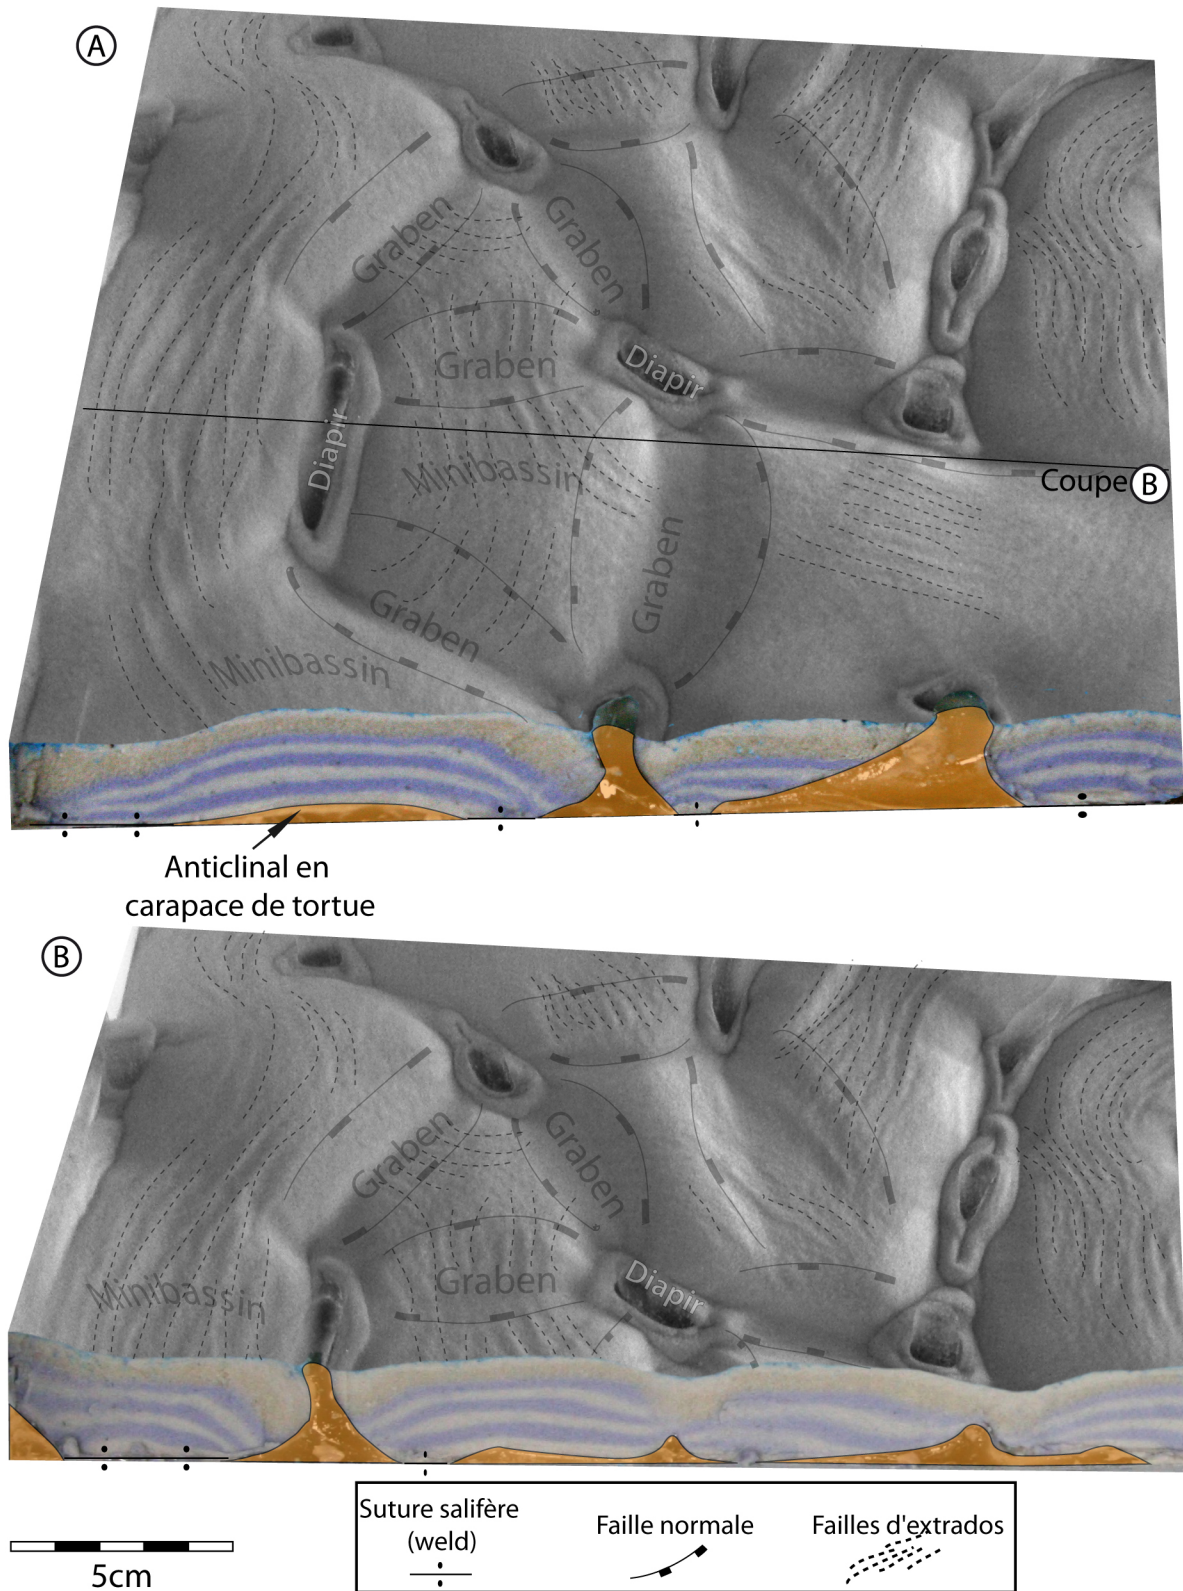 A
Graben
Graben
Graben
Diapir
Diapir
Minibassin
Coupe B
Graben
Graben
Minibassin
Anticlinal en
carapace de tortue
B
Graben
Graben
Graben
Diapir
Minibassin
Suture salifère
(weld)
Faille normale
Failles d'extrados
5cm